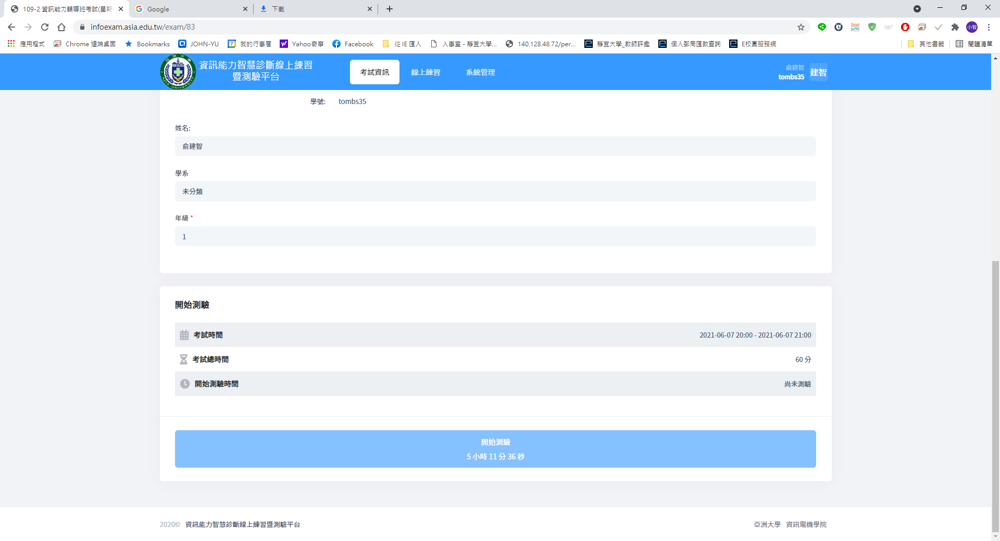 109-2 資訊能力輔導班考試(星期
Google
下載
infoexam.asia.edu.tw/exam/83
小智
應用程式
Chrome 遠端桌面
Bookmarks
JOHN-YU
7
我的行事曆
y!
Yahoo奇摩
Facebook
從 IE 匯入
人事室 - 靜宜大學...
140.128.48.72/per...
靜宜大學_教師評鑑
個人郵局匯款查詢
E校園服務網
其他書籤
閱讀清單
資訊能力智慧診斷線上練習
暨測驗平台
考試資訊
線上練習
系統管理
俞建智
tombs35
建智
學號:
tombs35
姓名:
俞建智
學系
未分類
年級 *
1
開始測驗
考試時間
2021-06-07 20:00 - 2021-06-07 21:00
考試總時間
60 分
開始測驗時間
尚未測驗
開始測驗
5 小時 11 分 36 秒
2020© 資訊能力智慧診斷線上練習暨測驗平台
亞洲大學 資訊電機學院